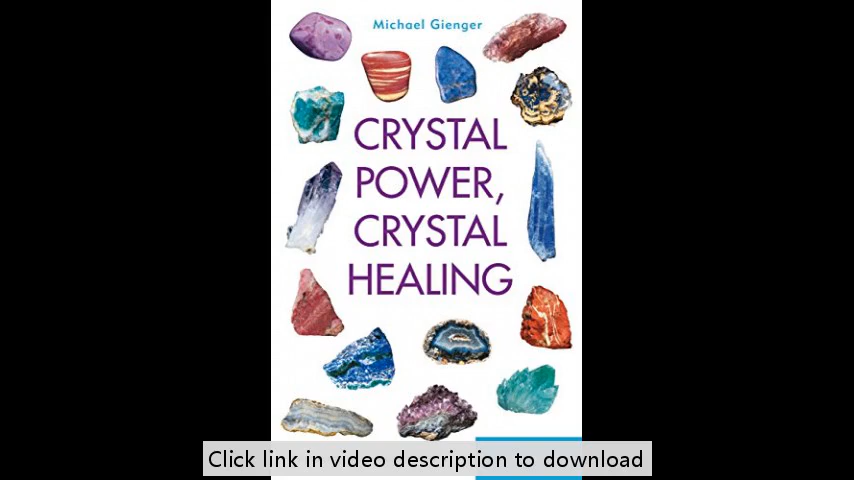 Michael Gienger
CRYSTAL
POWER,
CRYSTAL
HEALING
Click link in video description to download